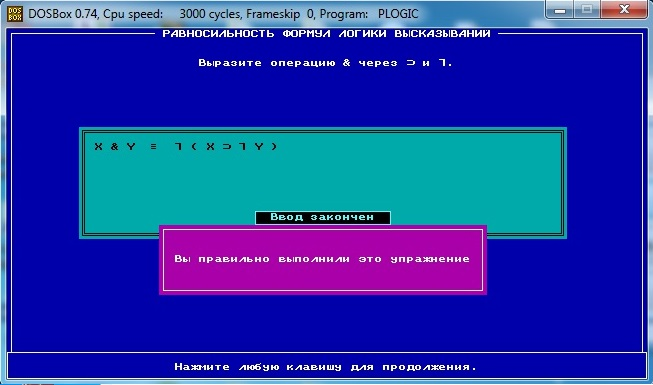 DOSBox 0.74, Cpu speed: 3000 cycles, Frameskip 0, Program: PLOGIC
РАВНОСИЛЬНОСТЬ ФОРМУЛ ЛОГИКИ ВЫСКАЗЫВАНИЙ
Выразите операцию & через ⊃ и ˥.
X & Y ≡ ˥ ( X ⊃ ˥ Y )
Ввод закончен
Вы правильно выполнили это упражнение
Нажмите любую клавишу для продолжения.